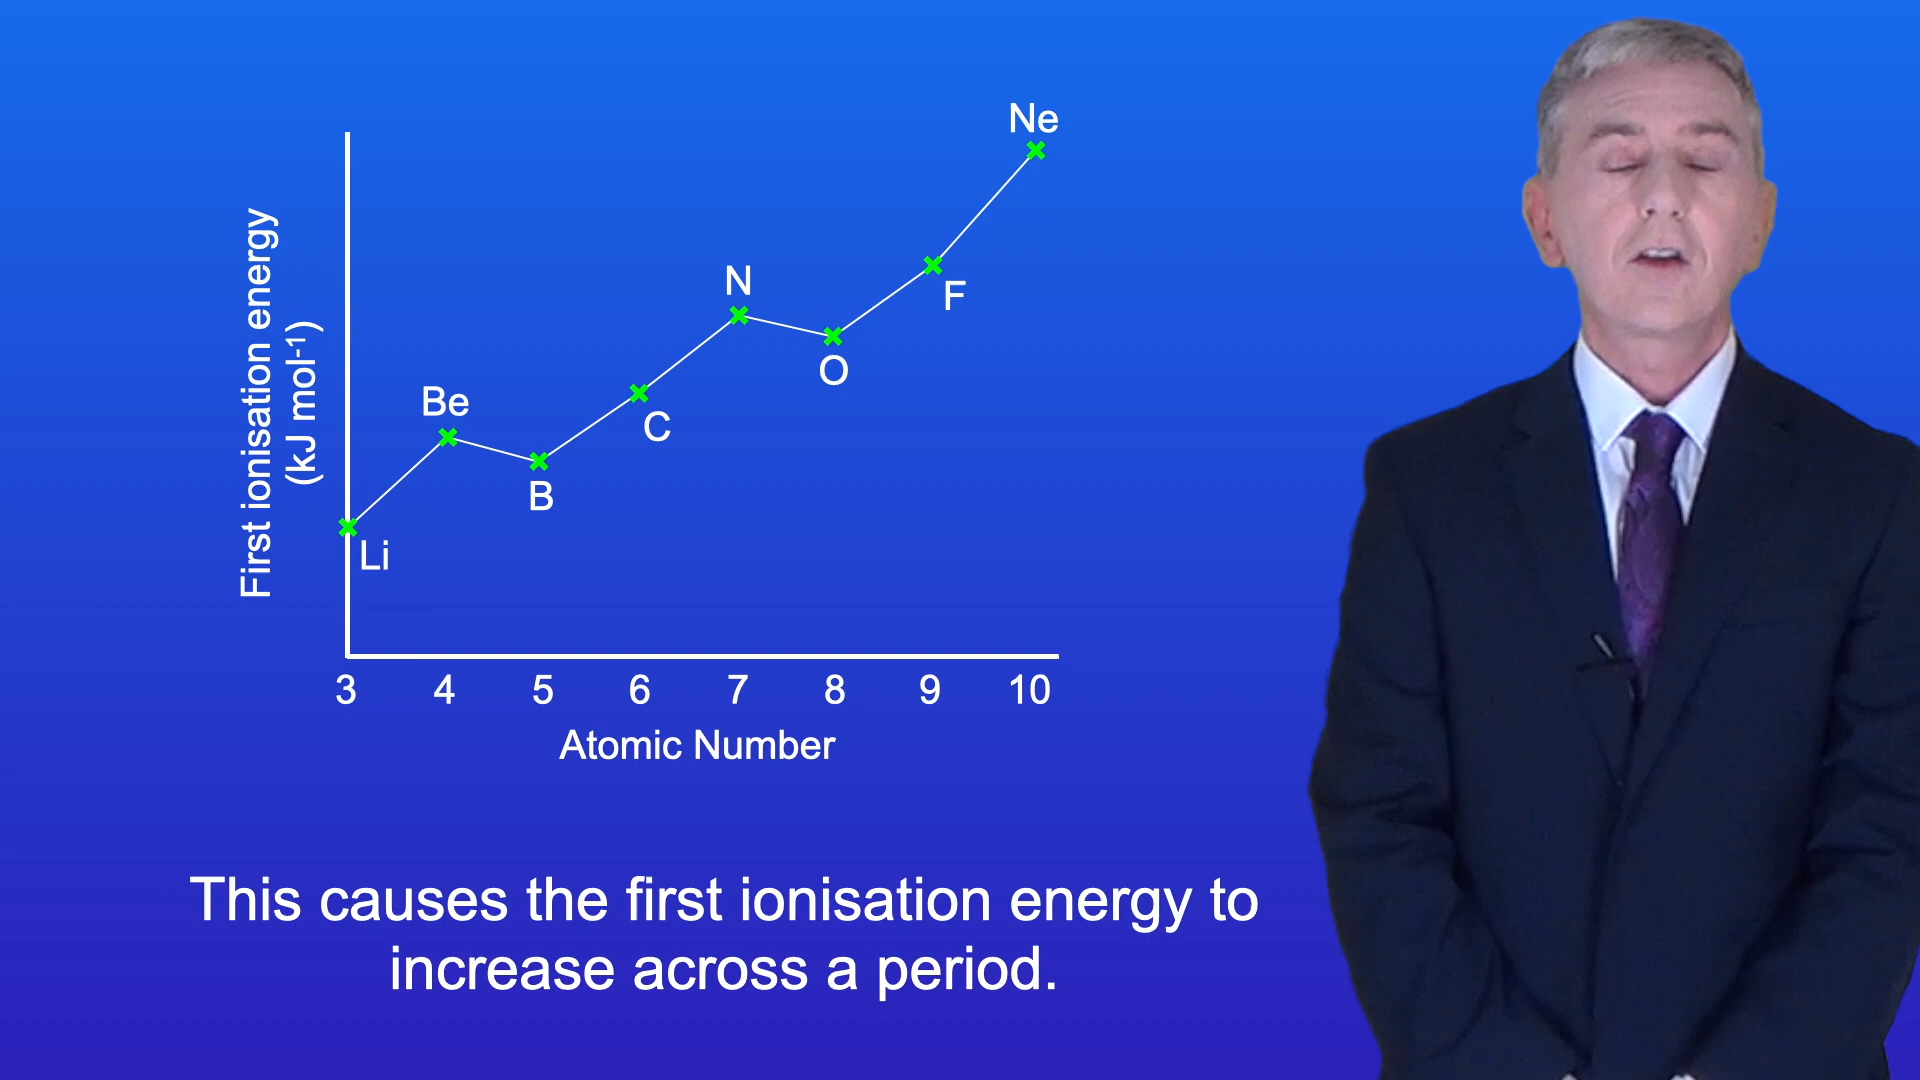 Ne
N
F
O
Be
C
B
Li
First ionisation energy
(kJ mol⁻¹)
3 4 5 6 7 8 9 10
Atomic Number
This causes the first ionisation energy to
increase across a period.